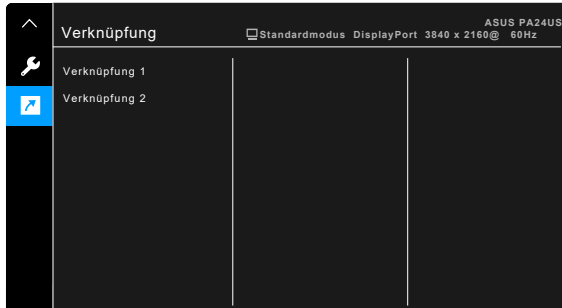 ASUS PA24US
Verknüpfung Standardmodus DisplayPort 3840 x 2160@ 60Hz
Verknüpfung 1
Verknüpfung 2